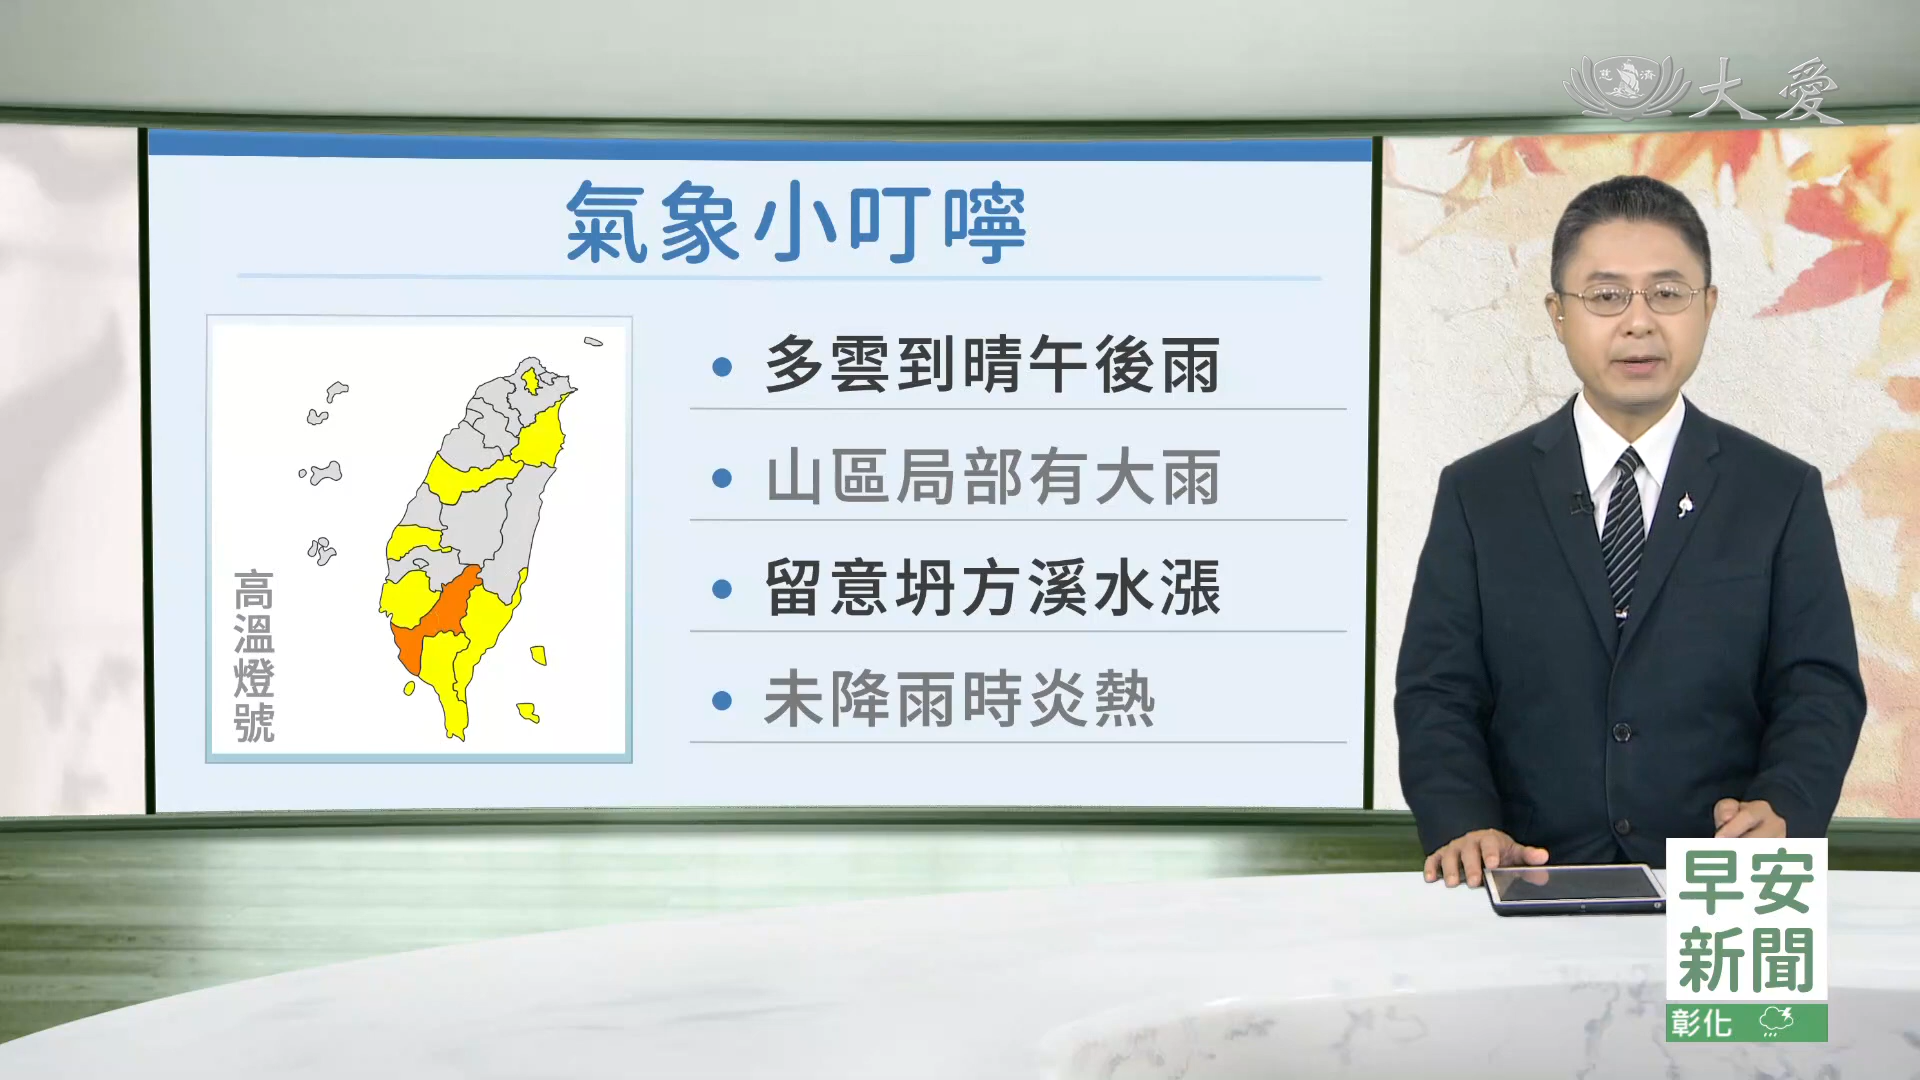 慈 濟
大愛
氣象小叮嚀
多雲到晴午後雨
山區局部有大雨
留意坍方溪水漲
未降雨時炎熱
高溫燈號
早安
新聞
彰化